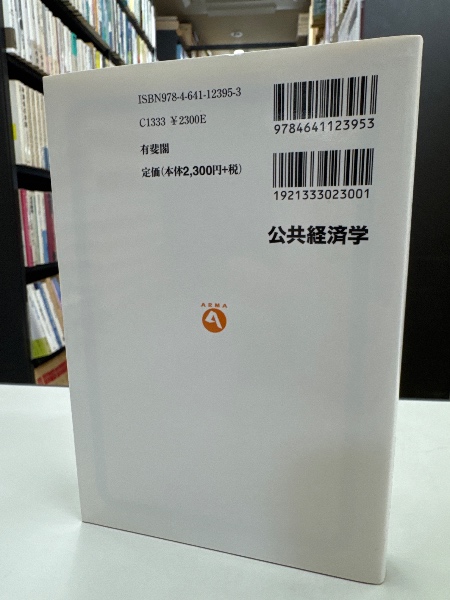 ISBN978-4-641-12395-3
C1333 ¥2300E
有斐閣
定価(本体2,300円+税)
9784641123953
1921333023001
公共経済学
ARMA